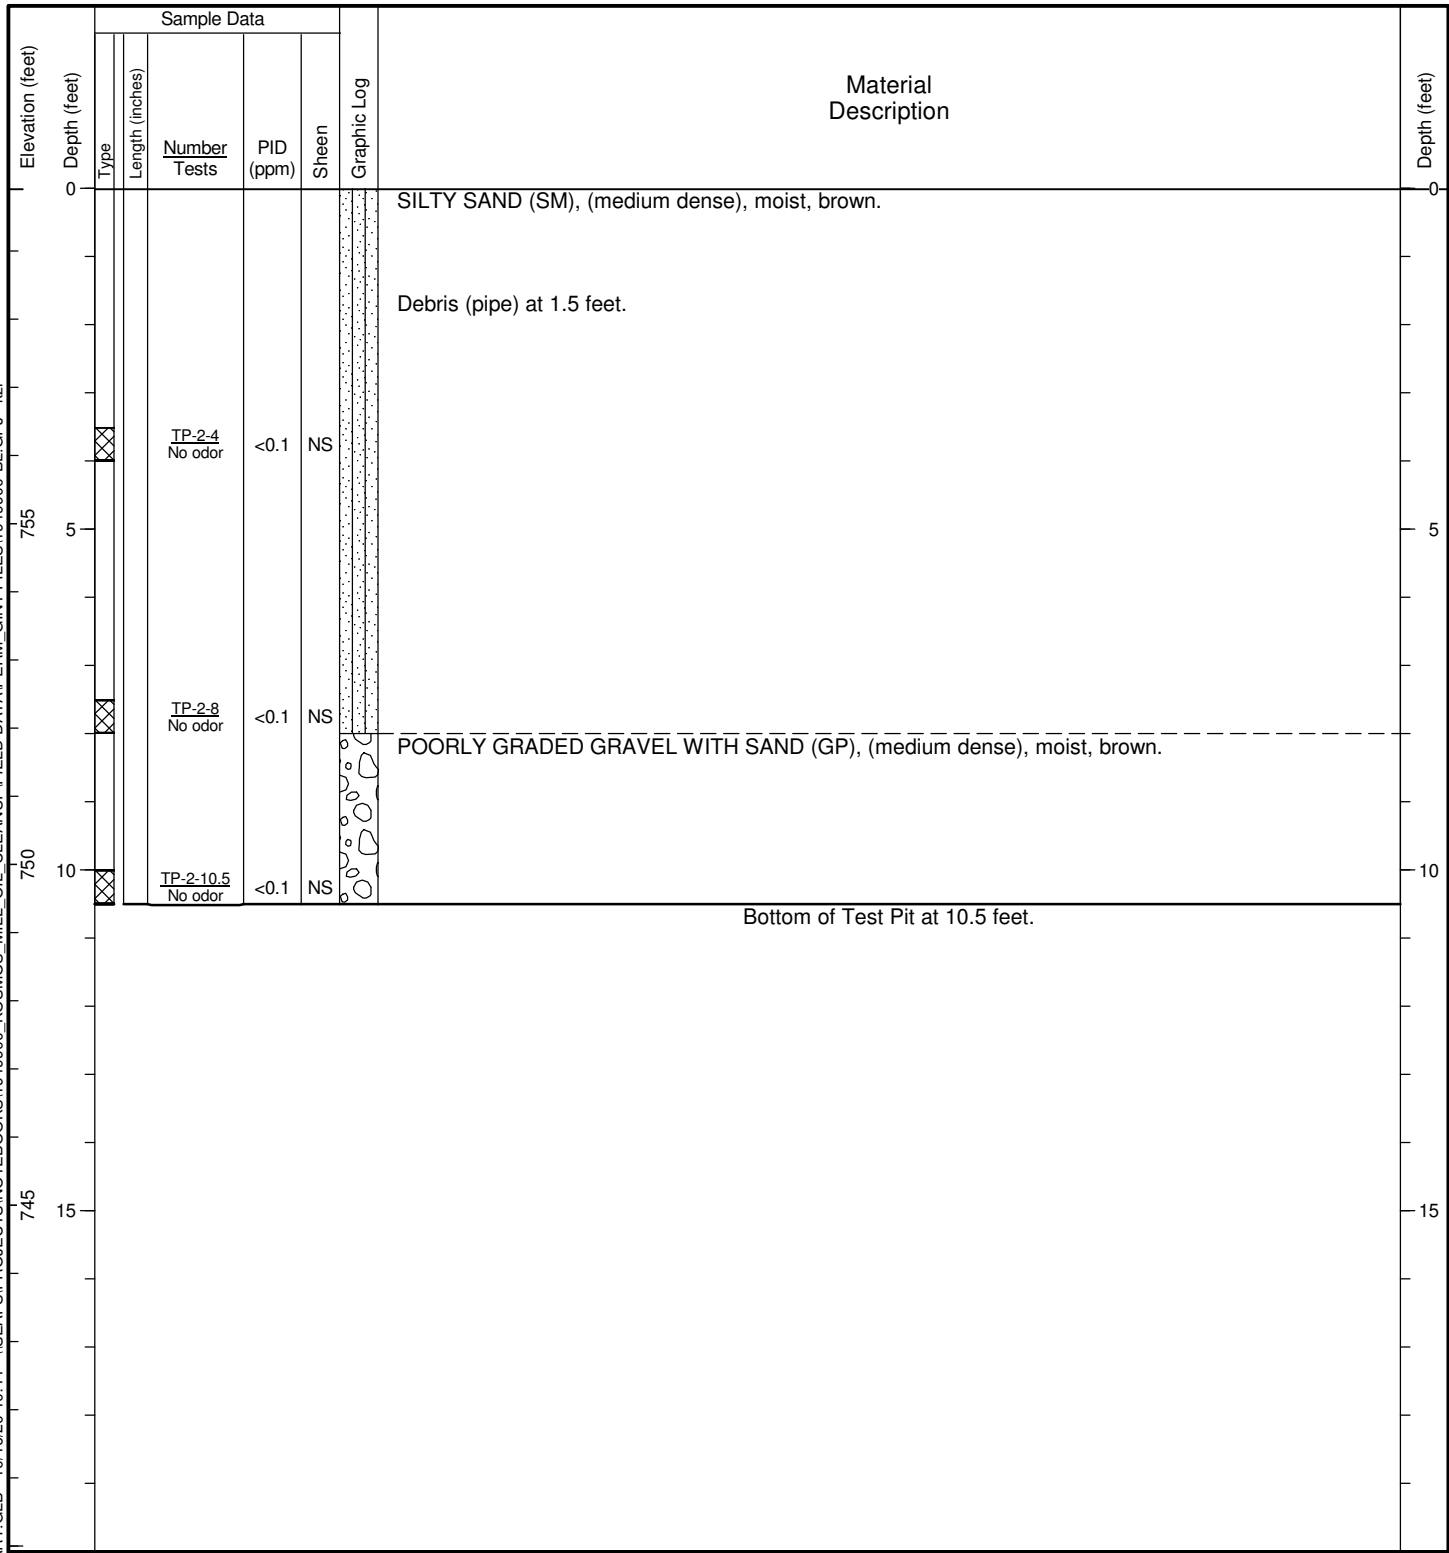 Sample Data
Elevation (feet)
Depth (feet)
Type
Length (inches)
Number
Tests
PID
(ppm)
Sheen
Graphic Log
Material
Description
Depth (feet)
0
0
SILTY SAND (SM), (medium dense), moist, brown.
Debris (pipe) at 1.5 feet.
TP-2-4
No odor
<0.1
NS
755
5
5
TP-2-8
No odor
<0.1
NS
POORLY GRADED GRAVEL WITH SAND (GP), (medium dense), moist, brown.
750
10
10
TP-2-10.5
No odor
<0.1
NS
Bottom of Test Pit at 10.5 feet.
745
15
15